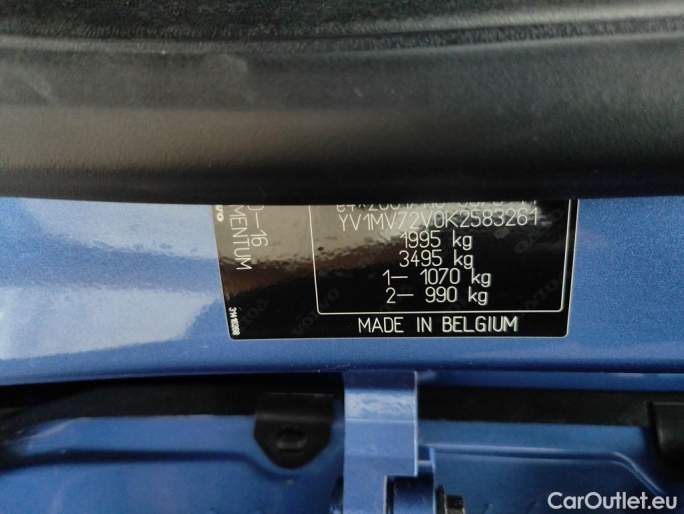 YV1MV72V0K2583261
1995 kg
3495 kg
1— 1070 kg
2— 990 kg
MADE IN BELGIUM
MENTUM
CarOutlet.eu